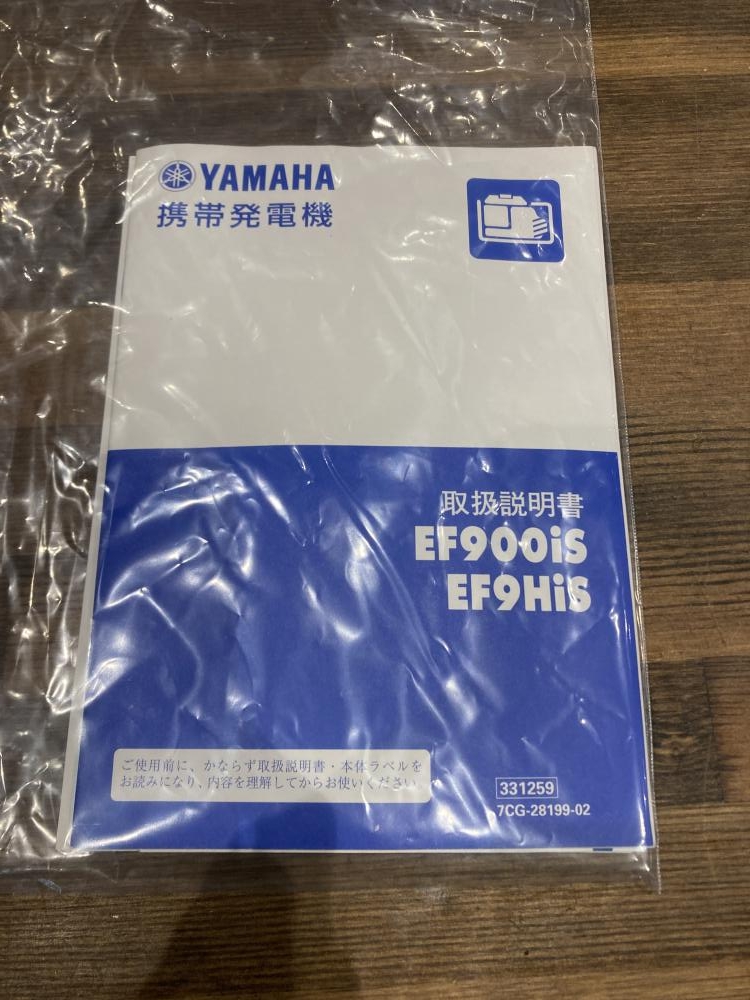 YAMAHA
携帯発電機
取扱説明書
EF900iS
EF9HiS
ご使用前に、かならず取扱説明書・本体ラベルを
お読みになり、内容を理解してからお使いください。
331259
7CG-28199-02